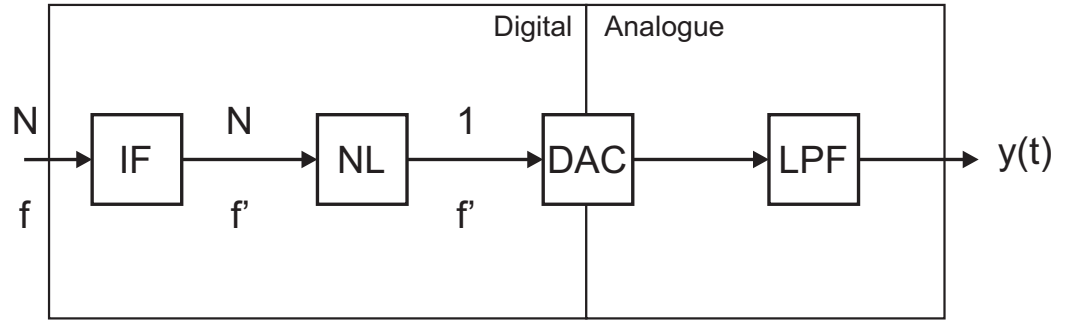 Digital
Analogue
N
N
1
IF
NL
DAC
LPF
y(t)
f
f’
f’